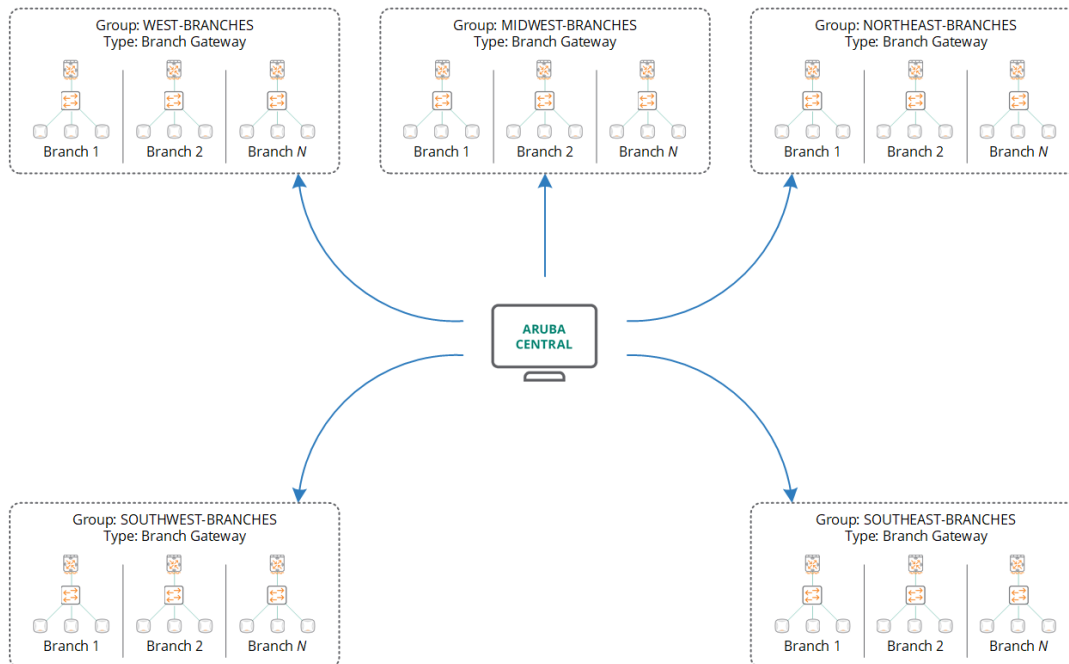 Group: WEST-BRANCHES
Type: Branch Gateway
Branch 1
Branch 2
Branch N
Group: MIDWEST-BRANCHES
Type: Branch Gateway
Branch 1
Branch 2
Branch N
Group: NORTHEAST-BRANCHES
Type: Branch Gateway
Branch 1
Branch 2
Branch N
ARUBA
CENTRAL
Group: SOUTHWEST-BRANCHES
Type: Branch Gateway
Branch 1
Branch 2
Branch N
Group: SOUTHEAST-BRANCHES
Type: Branch Gateway
Branch 1
Branch 2
Branch N